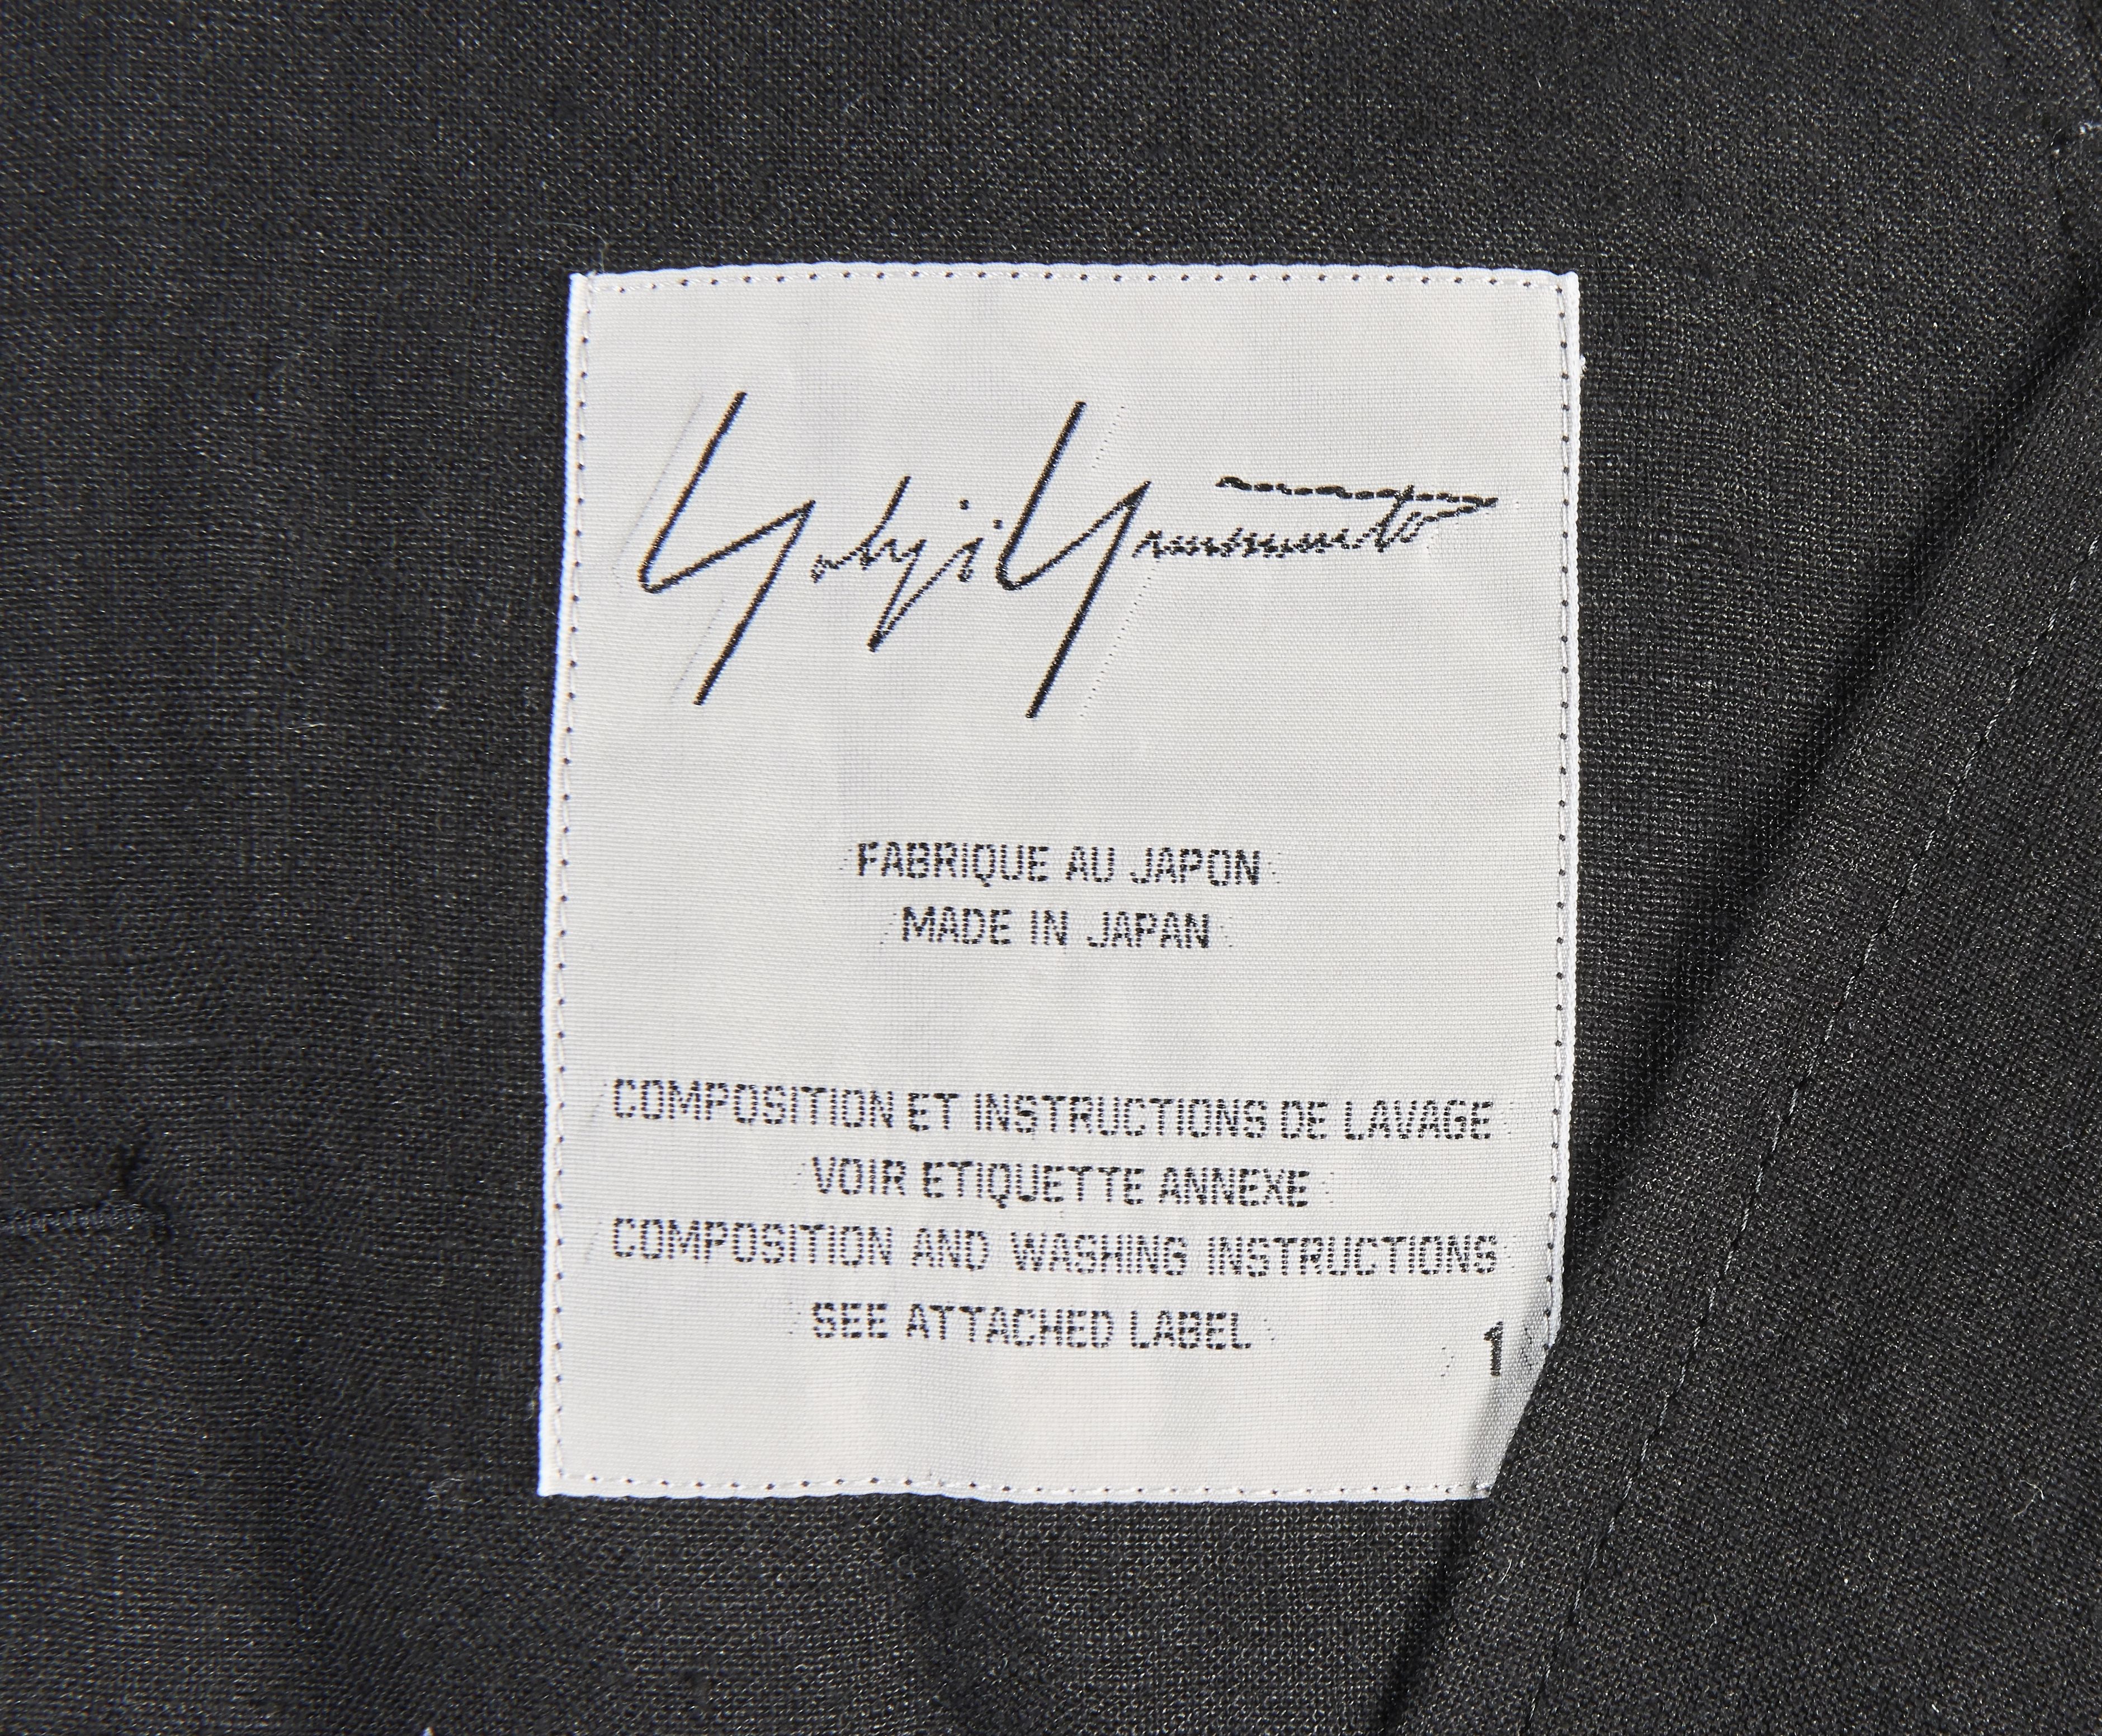 Yohji Yamamoto
FABRIQUE AU JAPON
MADE IN JAPAN
COMPOSITION ET INSTRUCTIONS DE LAVAGE
VOIR ETIQUETTE ANNEXE
COMPOSITION AND WASHING INSTRUCTIONS
SEE ATTACHED LABEL
1